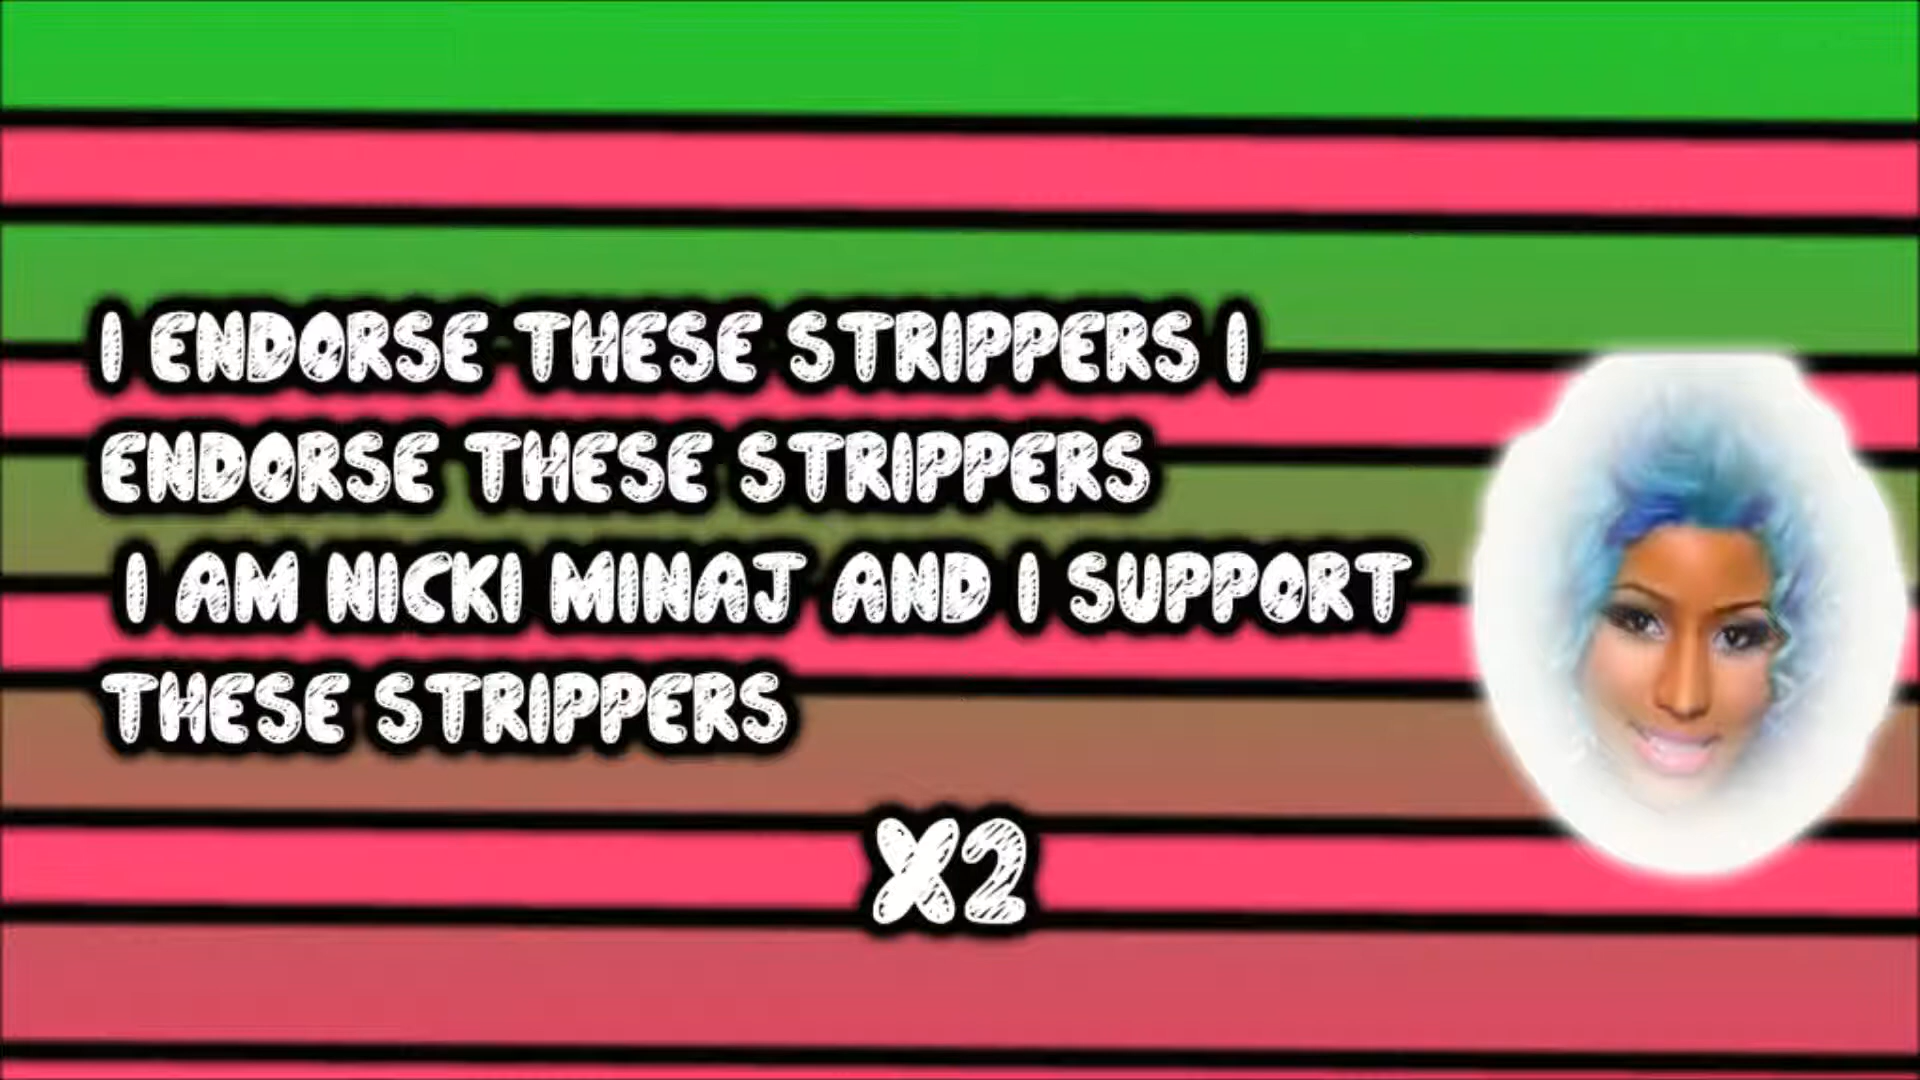 I ENDORSE THESE STRIPPERS I
ENDORSE THESE STRIPPERS
I AM NICKI MINAJ AND I SUPPORT
THESE STRIPPERS
X2